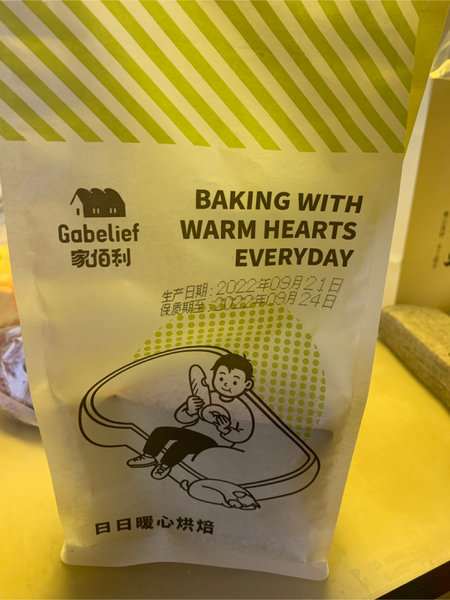 Gabelief
家佰利
BAKING WITH
WARM HEARTS
EVERYDAY
生产日期：2022年09月21日
保质期至：2022年09月24日
日日暖心烘焙